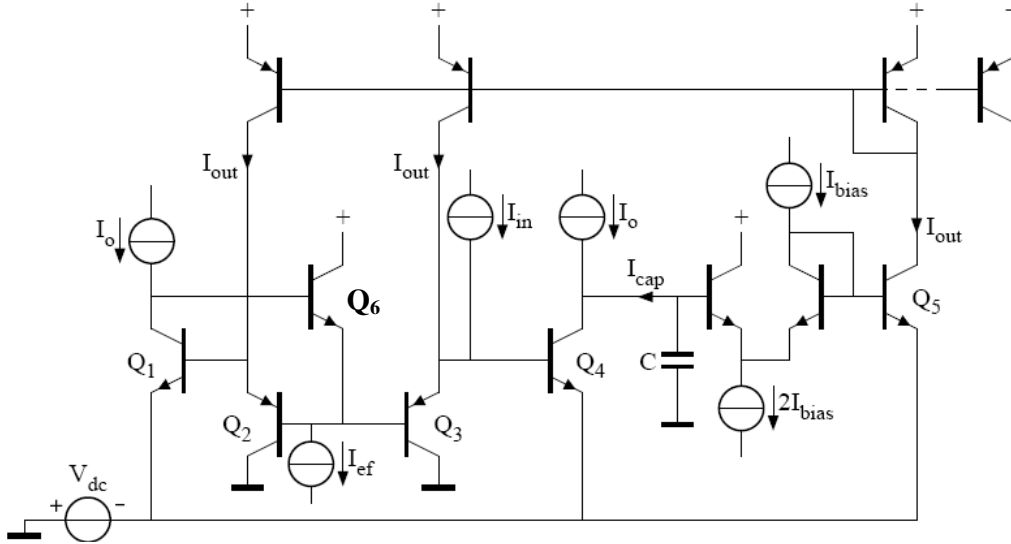 + + + +
I_out I_out
I_bias
I_o I_in I_o + I_out
+
I_cap
Q_6 Q_5
Q_1 Q_4 C
2I_bias
Q_2 Q_3
I_ef
V_dc
+ -